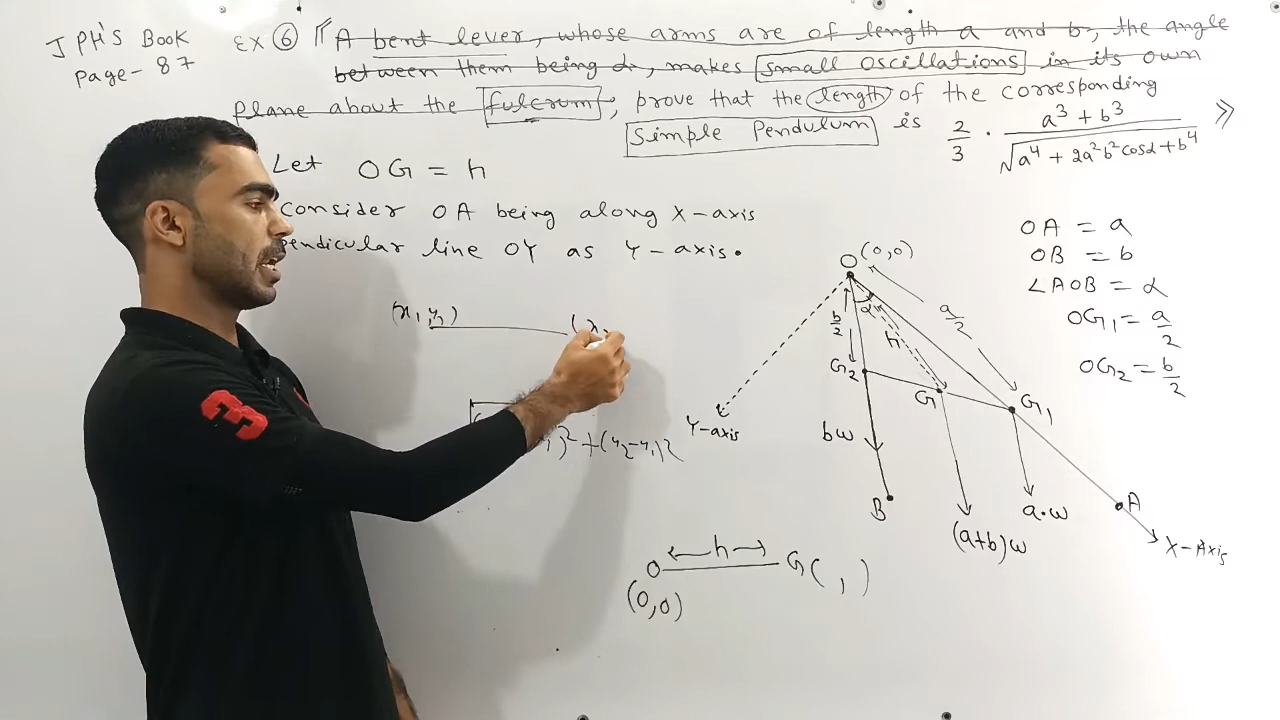 JPH'S BOOK
page- 87
Ex ⑥ "A bent lever, whose arms are of length a and b, the angle
between them being α, makes small oscillations in its own
plane about the fulcrum, prove that the length of the corresponding
Simple Pendulum is 2/3 · (a³ + b³)/√(a⁴ + 2a²b² cosα + b⁴) »
Let OG = h
Consider OA being along X-axis
pendicular line OY as Y-axis.
(x₁, y₁)
)² + (y₂-y₁)²
O (0,0)
α
a/2
b/2
h
G₂
G
G₁
Y-axis
bω
B
(a+b)ω
a·ω
A
X-Axis
OA = a
OB = b
∠AOB = α
OG₁ = a/2
OG₂ = b/2
O h G( , )
(0,0)
3